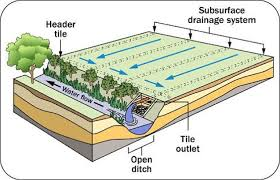 Header
tile
Subsurface
drainage system
Water flow
Tile
outlet
Open
ditch